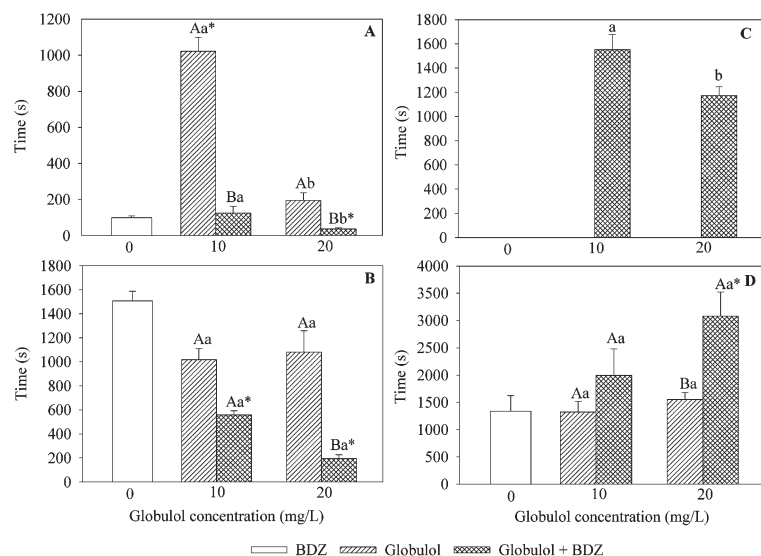 1200
1000
800
600
400
200
0
Time (s)
Aa*
Ba
Ab
Bb*
A
0
10
20
1800
1600
1400
1200
1000
800
600
400
200
0
Time (s)
a
b
C
0
10
20
1800
1600
1400
1200
1000
800
600
400
200
0
Time (s)
Aa
Aa*
Aa
Ba*
B
0
10
20
Globulol concentration (mg/L)
4000
3500
3000
2500
2000
1500
1000
500
0
Time (s)
Aa
Aa
Ba
Aa*
D
0
10
20
Globulol concentration (mg/L)
BDZ
Globulol
Globulol + BDZ